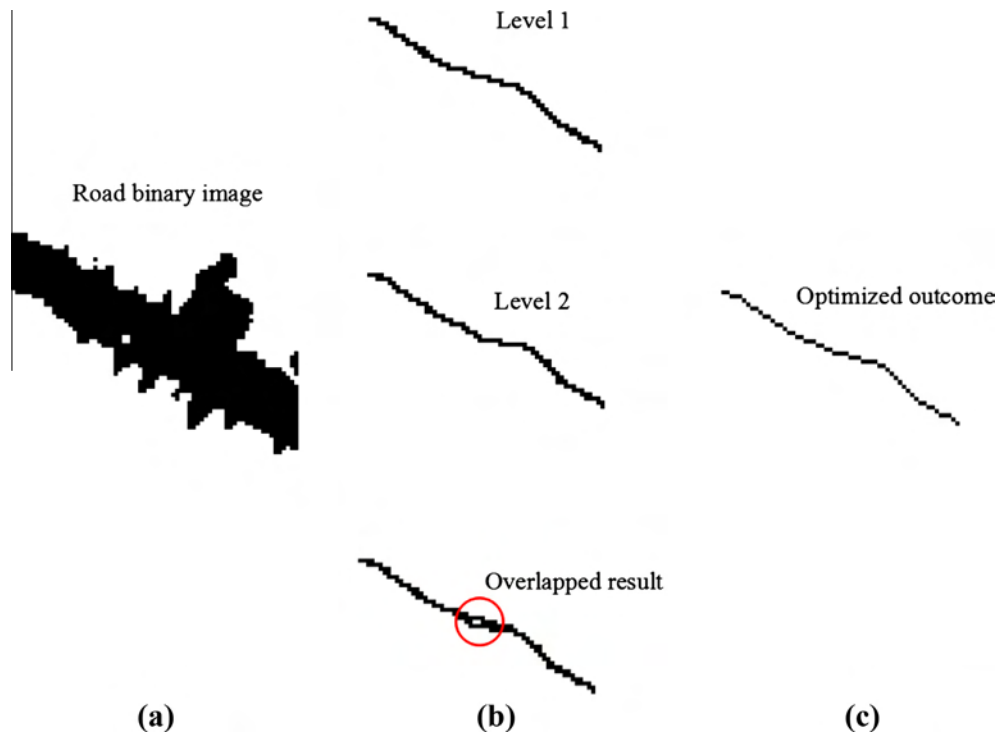 Level 1
Road binary image
Level 2
Optimized outcome
Overlapped result
(a)
(b)
(c)